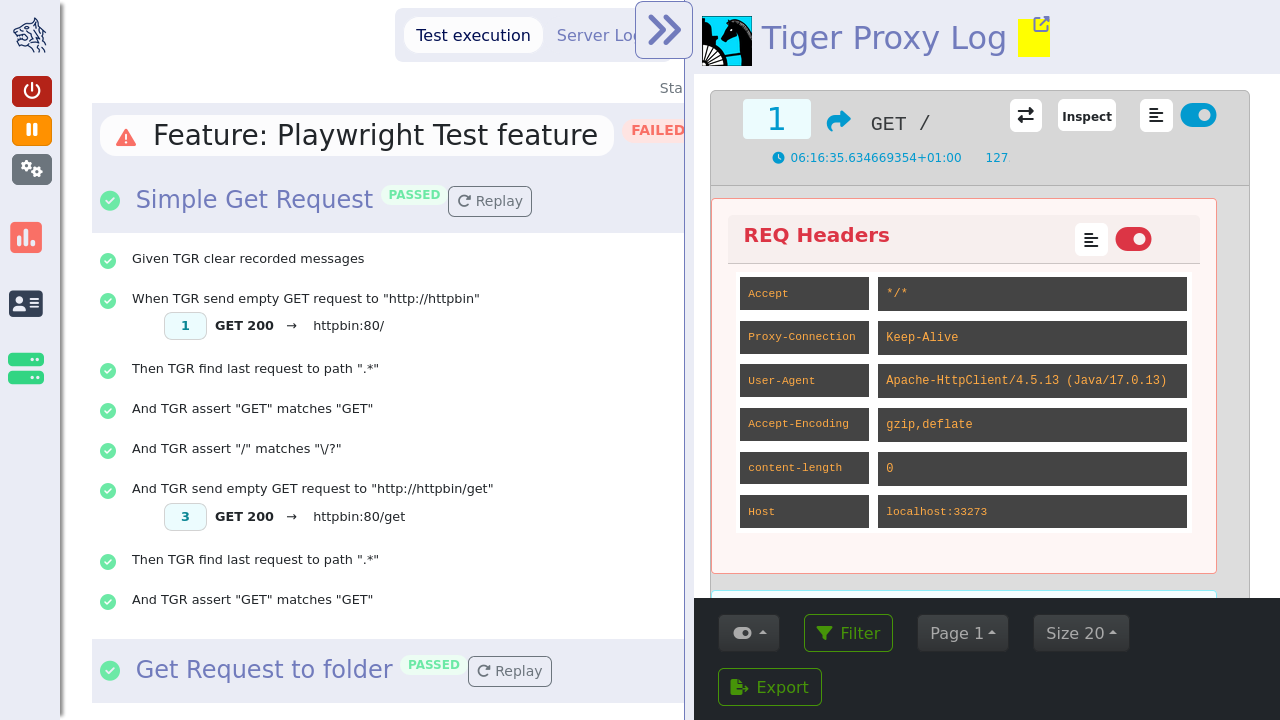 Test execution
Server Lo
Sta
Feature: Playwright Test feature
FAILED
Simple Get Request
PASSED
Replay
Given TGR clear recorded messages
When TGR send empty GET request to "http://httpbin"
1 GET 200 → httpbin:80/
Then TGR find last request to path ".*"
And TGR assert "GET" matches "GET"
And TGR assert "/" matches "\/?"
And TGR send empty GET request to "http://httpbin/get"
3 GET 200 → httpbin:80/get
Then TGR find last request to path ".*"
And TGR assert "GET" matches "GET"
Get Request to folder
PASSED
Replay
Tiger Proxy Log
1
GET /
Inspect
06:16:35.634669354+01:00
127.
REQ Headers
Accept */*
Proxy-Connection Keep-Alive
User-Agent Apache-HttpClient/4.5.13 (Java/17.0.13)
Accept-Encoding gzip,deflate
content-length 0
Host localhost:33273
Filter
Page 1
Size 20
Export